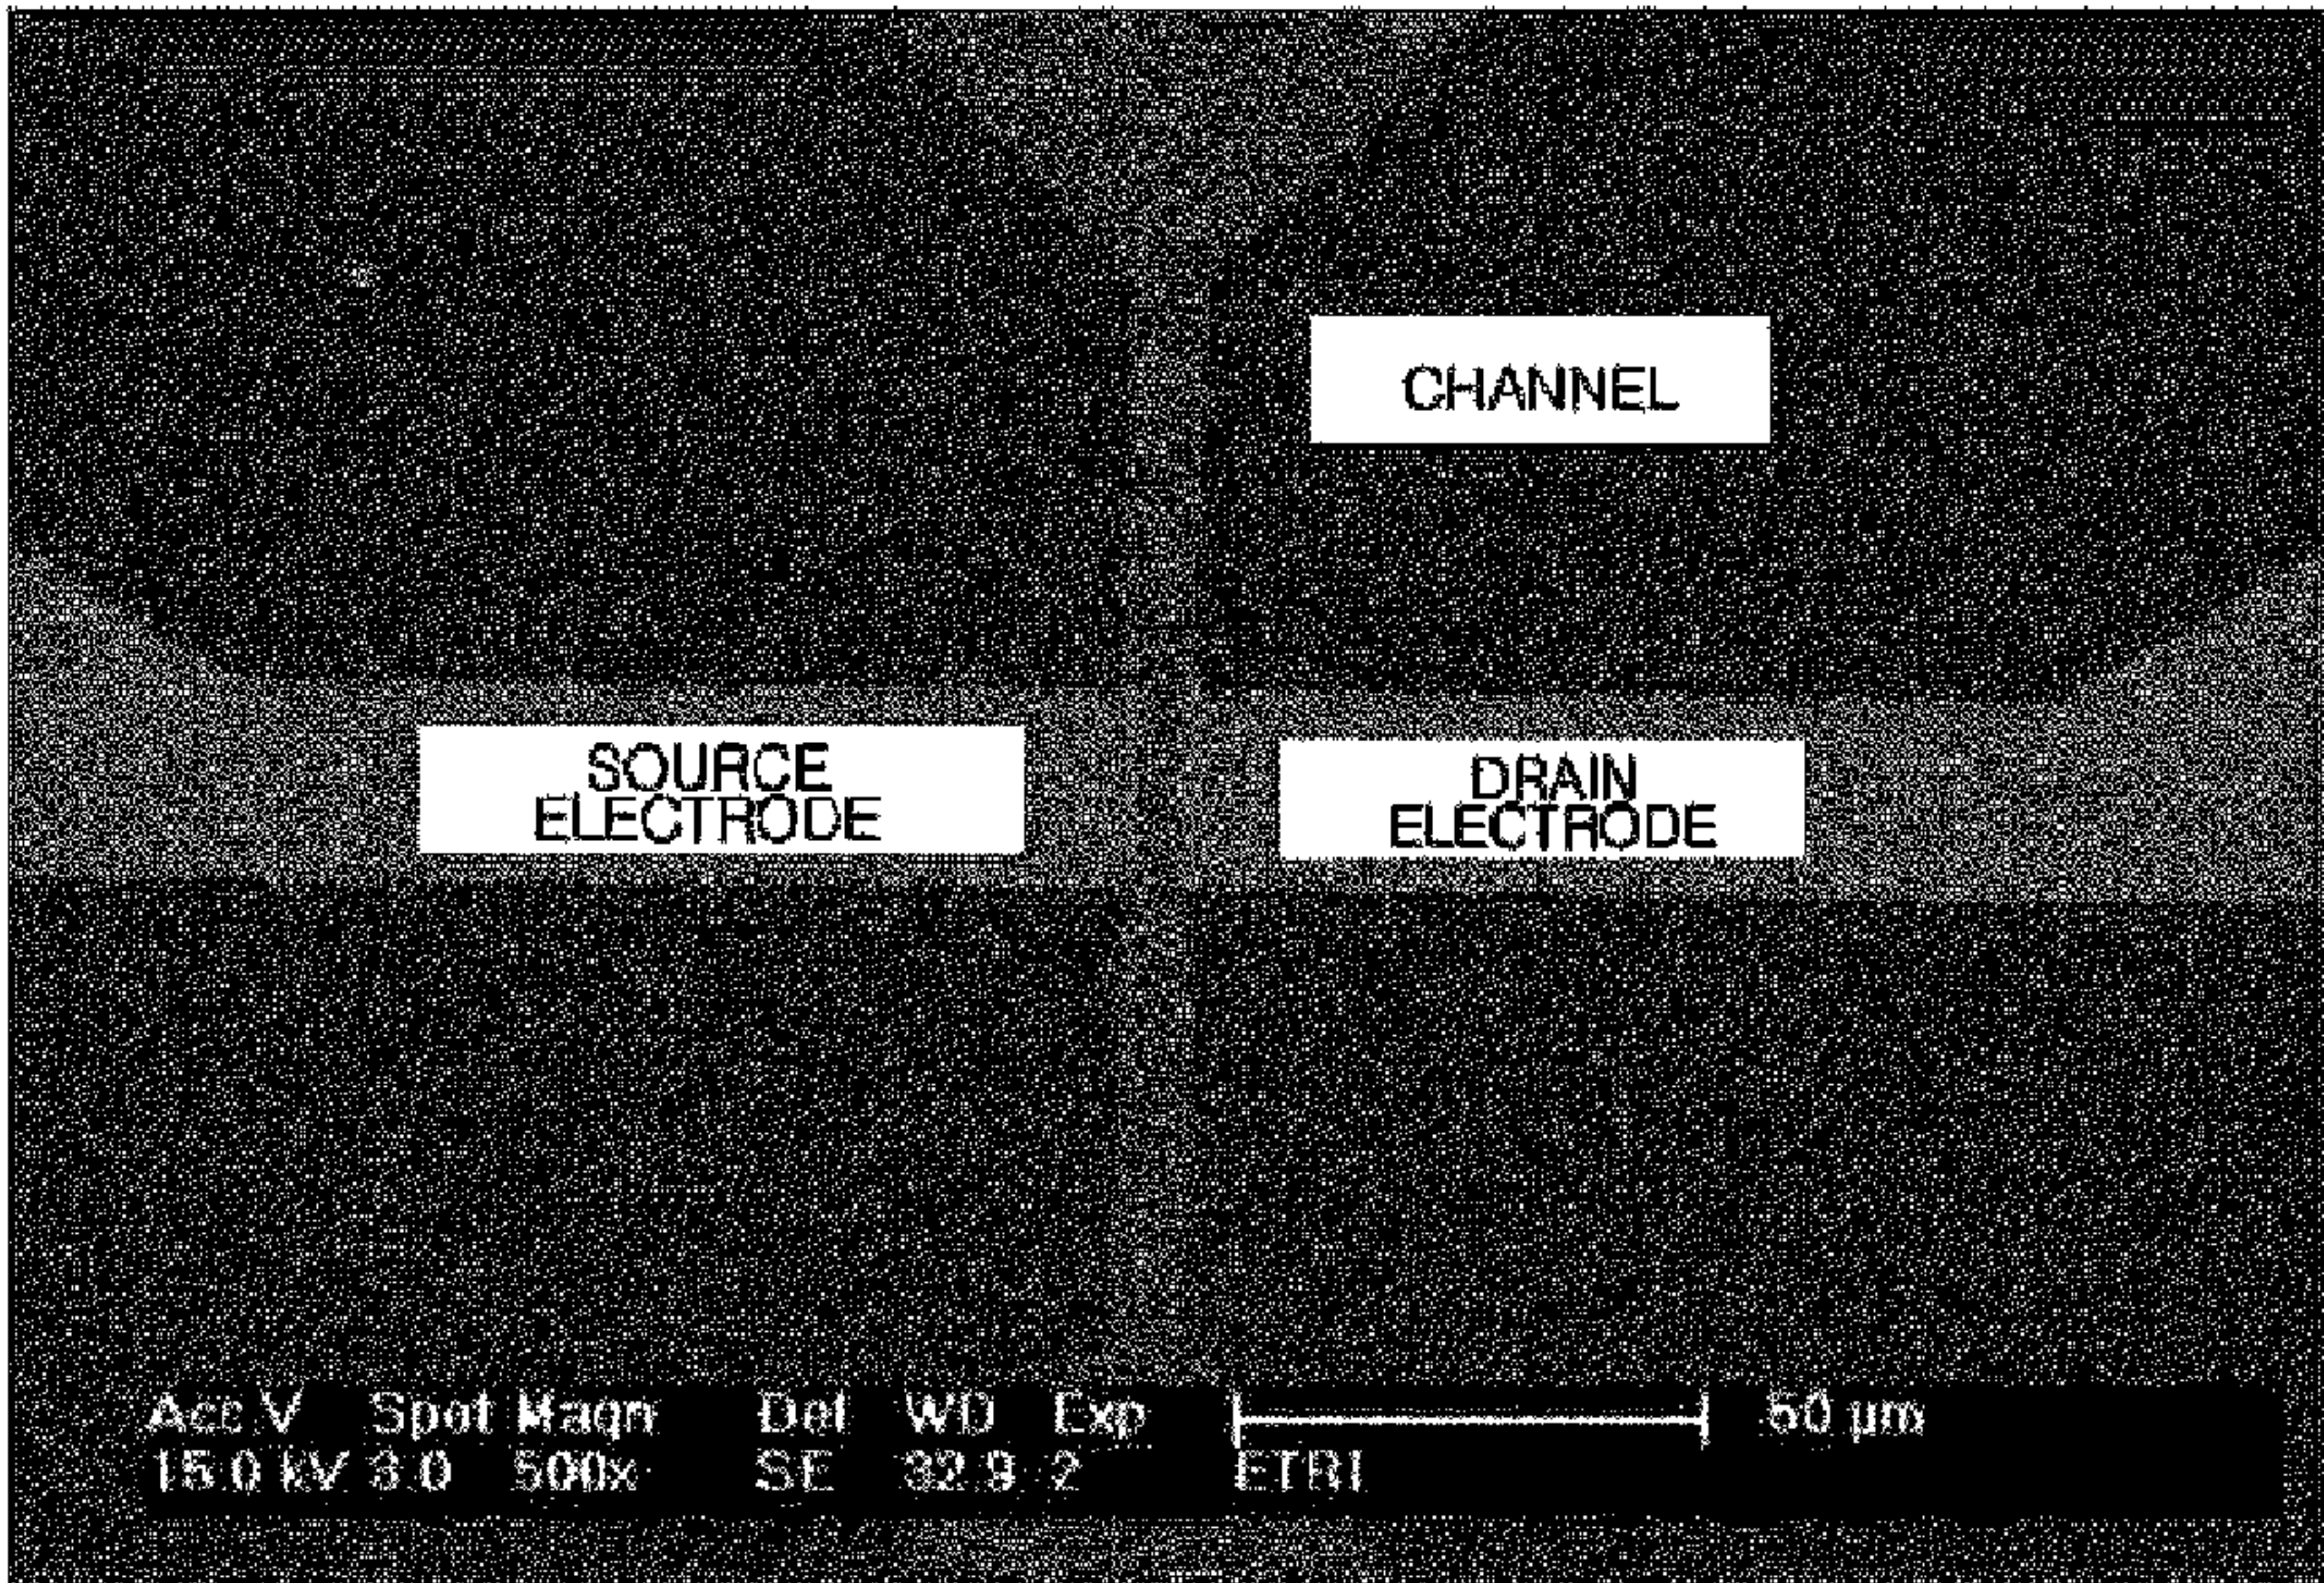 CHANNEL
SOURCE
ELECTRODE
DRAIN
ELECTRODE
Acc.V Spot Magn Det WD Exp 50 µm
15.0 kV 3.0 500x SE 32.9 2 ETRI